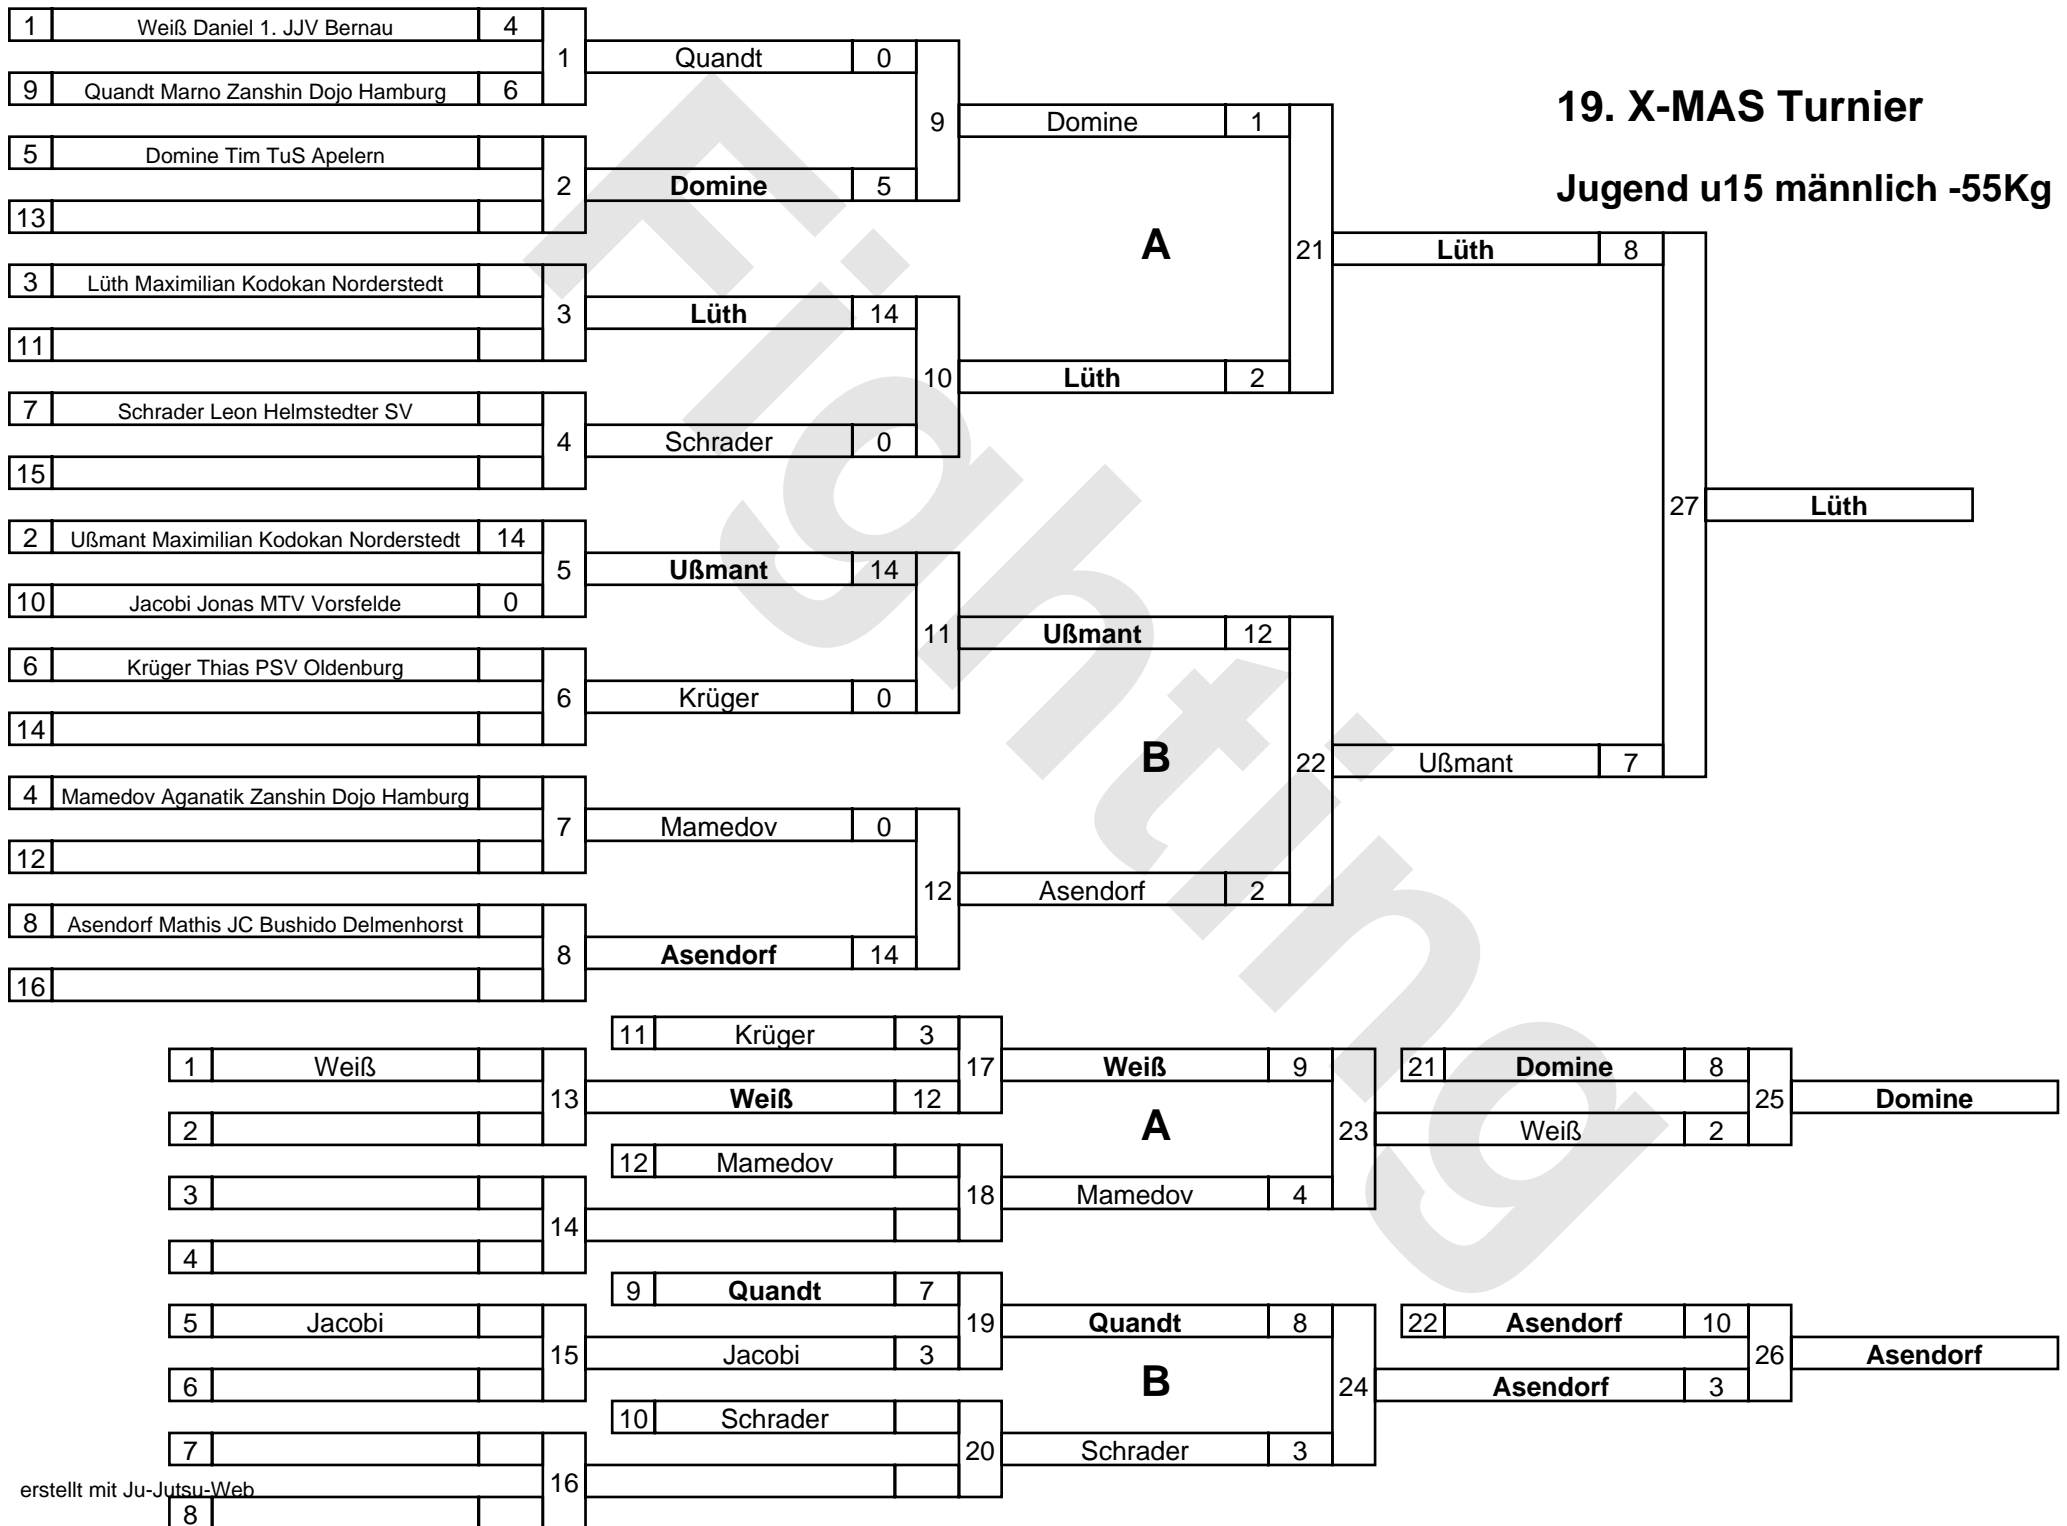 19. X-MAS Turnier
Jugend u15 männlich -55Kg
Fighting
1 Weiß Daniel 1. JJV Bernau 4
1 Quandt 0
9 Quandt Marno Zanshin Dojo Hamburg 6
9 Domine 1
5 Domine Tim TuS Apelern
2 Domine 5
13
A
21 Lüth 8
3 Lüth Maximilian Kodokan Norderstedt
3 Lüth 14
11
10 Lüth 2
7 Schrader Leon Helmstedter SV
4 Schrader 0
15
27 Lüth
2 Ußmant Maximilian Kodokan Norderstedt 14
5 Ußmant 14
10 Jacobi Jonas MTV Vorsfelde 0
11 Ußmant 12
6 Krüger Thias PSV Oldenburg
6 Krüger 0
14
B
22 Ußmant 7
4 Mamedov Aganatik Zanshin Dojo Hamburg
7 Mamedov 0
12
12 Asendorf 2
8 Asendorf Mathis JC Bushido Delmenhorst
8 Asendorf 14
16
11 Krüger 3
1 Weiß
17 Weiß 9
21 Domine 8
13 Weiß 12
25 Domine
2
A
23 Weiß 2
12 Mamedov
3
18 Mamedov 4
14
4
9 Quandt 7
5 Jacobi
19 Quandt 8
22 Asendorf 10
15 Jacobi 3
26 Asendorf
6
B
24 Asendorf 3
10 Schrader
7
20 Schrader 3
16
erstellt mit Ju-Jutsu-Web
8